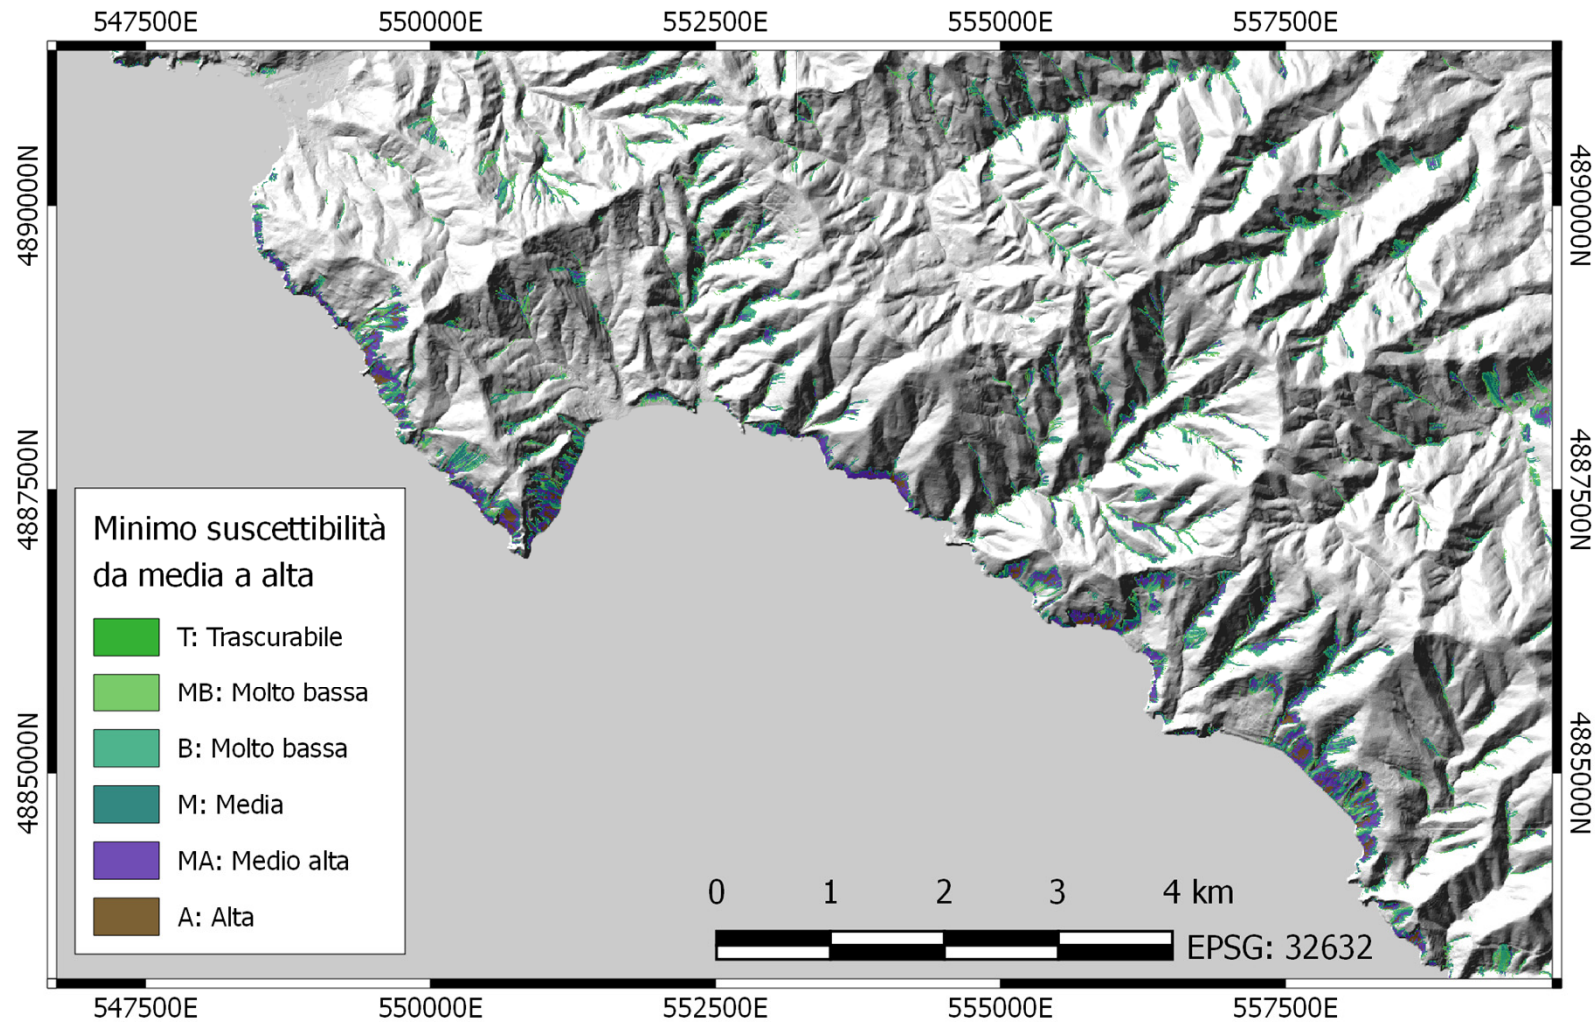 547500E 550000E 552500E 555000E 557500E
4890000N 4890000N
4887500N 4887500N
4885000N 4885000N
Minimo suscettibilità
da media a alta
T: Trascurabile
MB: Molto bassa
B: Molto bassa
M: Media
MA: Medio alta
A: Alta
0 1 2 3 4 km
EPSG: 32632
547500E 550000E 552500E 555000E 557500E